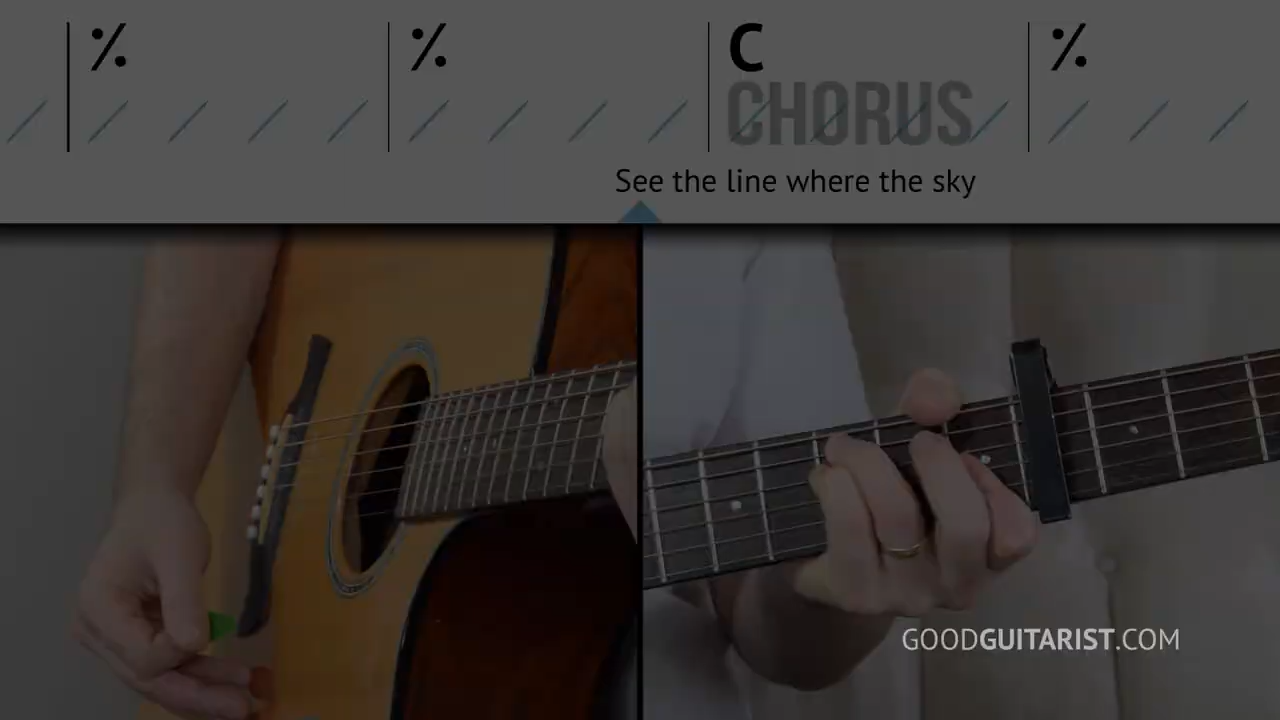 ٪ ٪ C ٪
CHORUS
See the line where the sky
GOODGUITARIST.COM